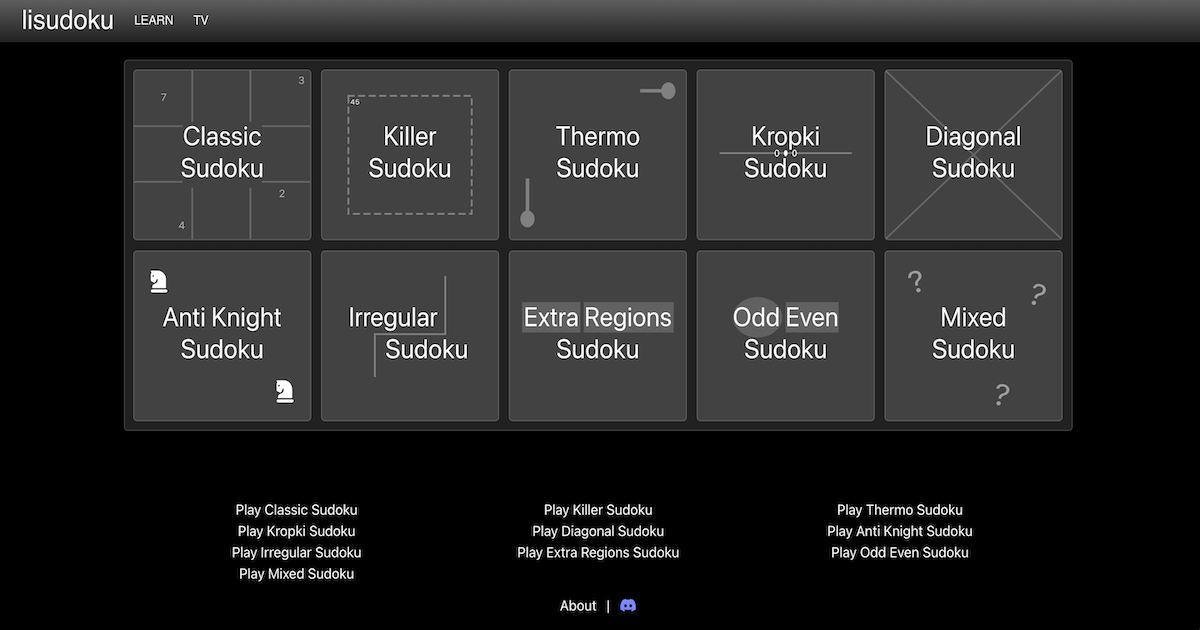 lisudoku LEARN TV
7
3
Classic
Sudoku
2
4
45
Killer
Sudoku
Thermo
Sudoku
Kropki
Sudoku
Diagonal
Sudoku
Anti Knight
Sudoku
Irregular
Sudoku
Extra Regions
Sudoku
Odd Even
Sudoku
?
?
Mixed
Sudoku
?
Play Classic Sudoku
Play Kropki Sudoku
Play Irregular Sudoku
Play Mixed Sudoku
Play Killer Sudoku
Play Diagonal Sudoku
Play Extra Regions Sudoku
Play Thermo Sudoku
Play Anti Knight Sudoku
Play Odd Even Sudoku
About |